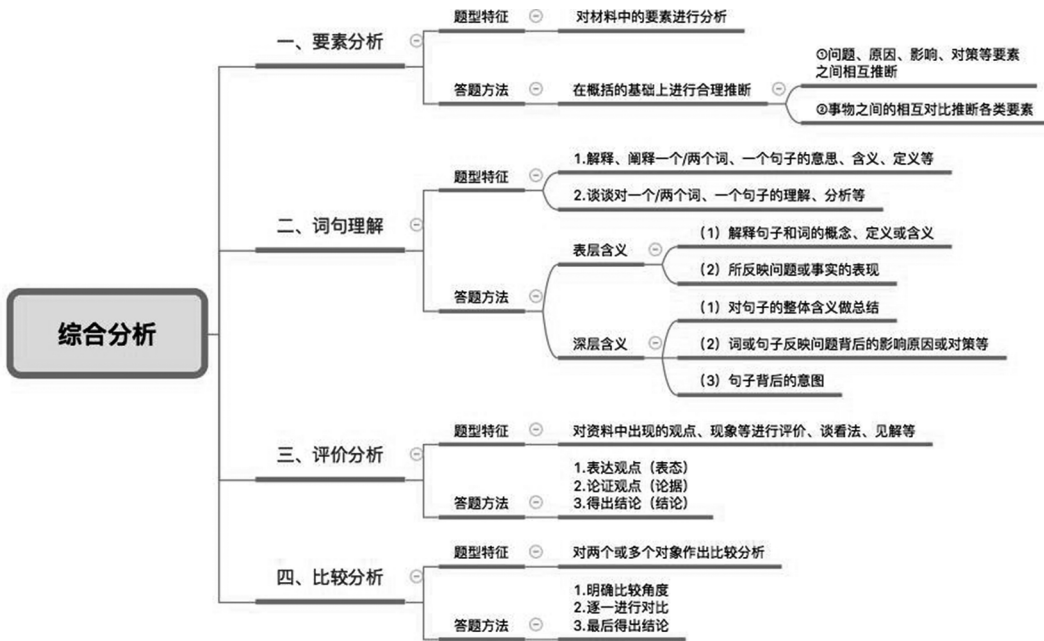 综合分析
一、要素分析
题型特征
对材料中的要素进行分析
答题方法
在概括的基础上进行合理推断
①问题、原因、影响、对策等要素
之间相互推断
②事物之间的相互对比推断各类要素
二、词句理解
题型特征
1.解释、阐释一个/两个词、一个句子的意思、含义、定义等
2.谈谈对一个/两个词、一个句子的理解、分析等
答题方法
表层含义
（1）解释句子和词的概念、定义或含义
（2）所反映问题或事实的表现
深层含义
（1）对句子的整体含义做总结
（2）词或句子反映问题背后的影响原因或对策等
（3）句子背后的意图
三、评价分析
题型特征
对资料中出现的观点、现象等进行评价、谈看法、见解等
答题方法
1.表达观点（表态）
2.论证观点（论据）
3.得出结论（结论）
四、比较分析
题型特征
对两个或多个对象作出比较分析
答题方法
1.明确比较角度
2.逐一进行对比
3.最后得出结论